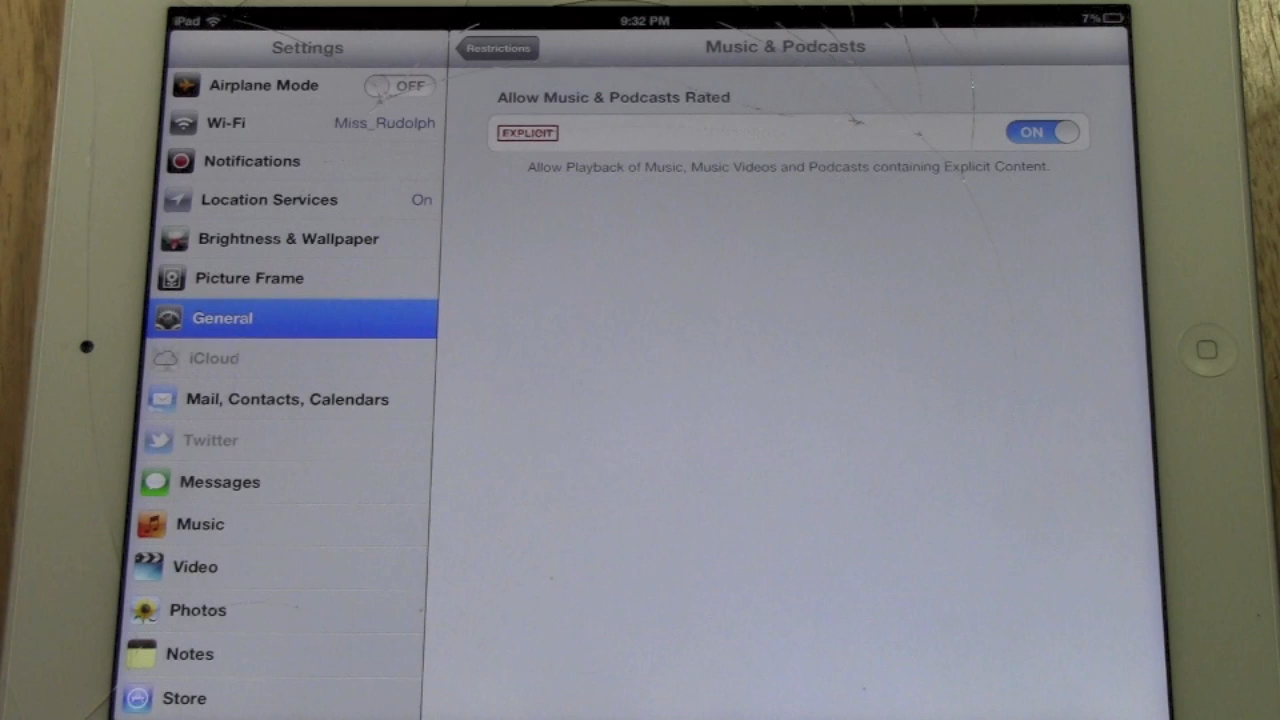 iPad 9:32 PM 7%
Settings
Restrictions
Music & Podcasts
Airplane Mode OFF
Wi-Fi Miss_Rudolph
Notifications
Location Services On
Brightness & Wallpaper
Picture Frame
General
iCloud
Mail, Contacts, Calendars
Twitter
Messages
Music
Video
Photos
Notes
Store
Allow Music & Podcasts Rated
EXPLICIT ON
Allow Playback of Music, Music Videos and Podcasts containing Explicit Content.